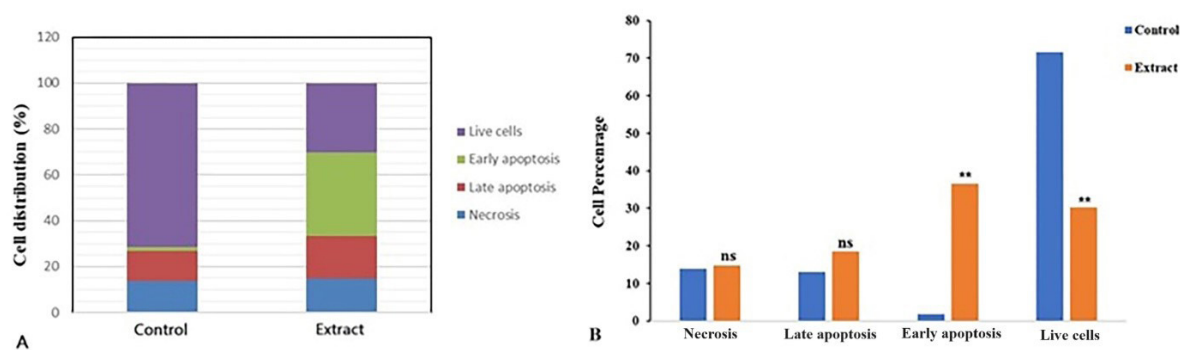 Cell distribution (%)
120
100
80
60
40
20
0
Control
Extract
Live cells
Early apoptosis
Late apoptosis
Necrosis
A
Cell Percenrage
80
70
60
50
40
30
20
10
0
ns
ns
**
**
Necrosis
Late apoptosis
Early apoptosis
Live cells
Control
Extract
B